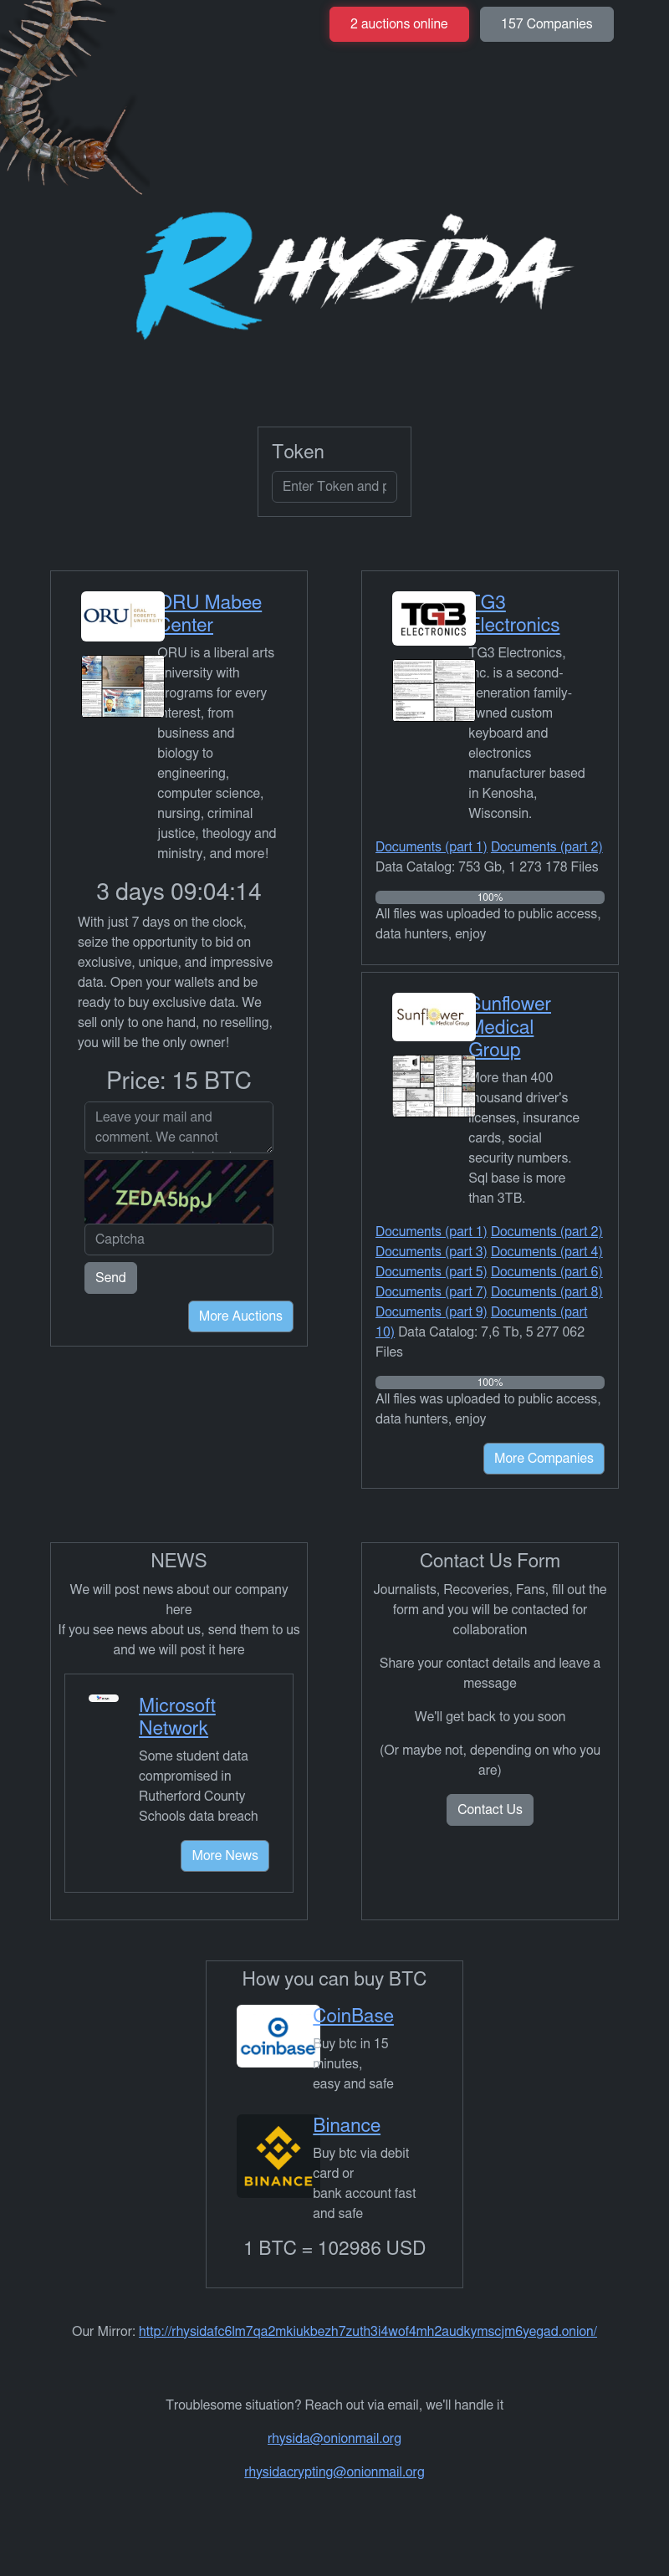 2 auctions online
157 Companies
RHYSIDA
Token
Enter Token and p
ORU
ORAL ROBERTS UNIVERSITY
ORU Mabee
Center
ORU is a liberal arts
university with
programs for every
interest, from
business and
biology to
engineering,
computer science,
nursing, criminal
justice, theology and
ministry, and more!
3 days 09:04:14
With just 7 days on the clock,
seize the opportunity to bid on
exclusive, unique, and impressive
data. Open your wallets and be
ready to buy exclusive data. We
sell only to one hand, no reselling,
you will be the only owner!
Price: 15 BTC
Leave your mail and
comment. We cannot
ZEDA5bpJ
Captcha
Send
More Auctions
TG3
ELECTRONICS
TG3
Electronics
TG3 Electronics,
Inc. is a second-
generation family-
owned custom
keyboard and
electronics
manufacturer based
in Kenosha,
Wisconsin.
Documents (part 1) Documents (part 2)
Data Catalog: 753 Gb, 1 273 178 Files
100%
All files was uploaded to public access,
data hunters, enjoy
Sunflower
Medical Group
Sunflower
Medical
Group
More than 400
thousand driver's
licenses, insurance
cards, social
security numbers.
Sql base is more
than 3TB.
Documents (part 1) Documents (part 2)
Documents (part 3) Documents (part 4)
Documents (part 5) Documents (part 6)
Documents (part 7) Documents (part 8)
Documents (part 9) Documents (part
10) Data Catalog: 7,6 Tb, 5 277 062
Files
100%
All files was uploaded to public access,
data hunters, enjoy
More Companies
NEWS
We will post news about our company
here
If you see news about us, send them to us
and we will post it here
Microsoft
Network
Some student data
compromised in
Rutherford County
Schools data breach
More News
Contact Us Form
Journalists, Recoveries, Fans, fill out the
form and you will be contacted for
collaboration
Share your contact details and leave a
message
We'll get back to you soon
(Or maybe not, depending on who you
are)
Contact Us
How you can buy BTC
coinbase
CoinBase
Buy btc in 15
minutes,
easy and safe
BINANCE
Binance
Buy btc via debit
card or
bank account fast
and safe
1 BTC = 102986 USD
Our Mirror: http://rhysidafc6lm7qa2mkiukbezh7zuth3i4wof4mh2audkymscjm6yegad.onion/
Troublesome situation? Reach out via email, we'll handle it
rhysida@onionmail.org
rhysidacrypting@onionmail.org